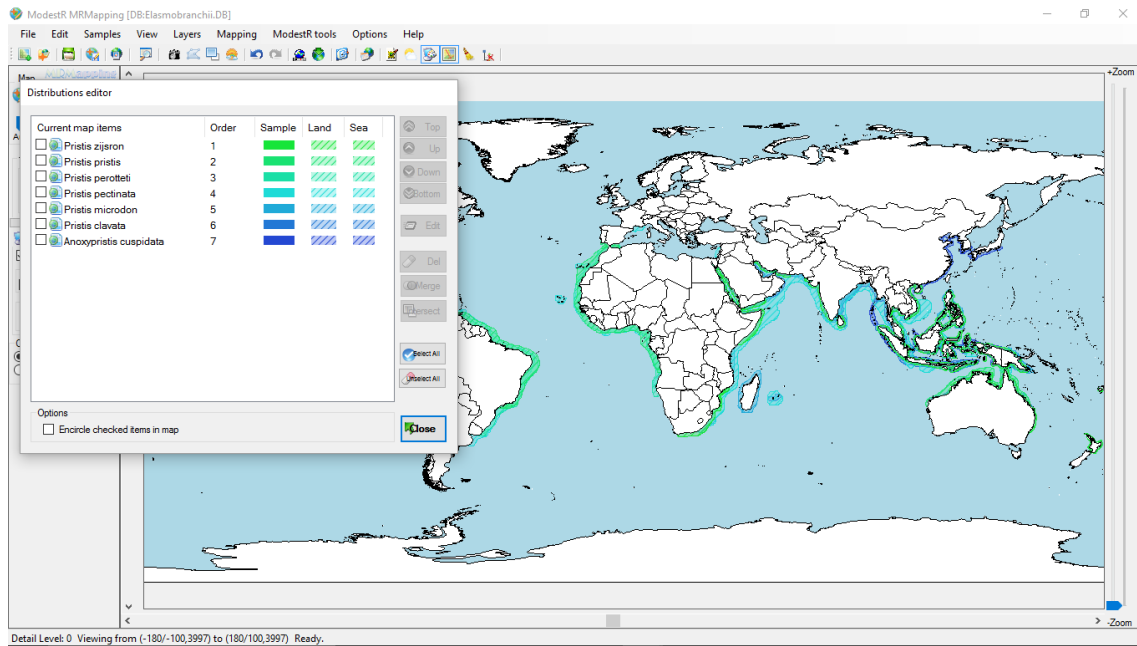 ModestR MRMapping [DB:Elasmobranchii.DB]
File Edit Samples View Layers Mapping ModestR tools Options Help
Map
+Zoom
Distributions editor
Current map items Order Sample Land Sea
Pristis zijsron 1
Pristis pristis 2
Pristis perotteti 3
Pristis pectinata 4
Pristis microdon 5
Pristis clavata 6
Anoxypristis cuspidata 7
Top
Up
Down
Bottom
Edit
Del
Merge
Intersect
Select All
Unselect All
Options
Encircle checked items in map
Close
-Zoom
Detail Level: 0 Viewing from (-180/-100,3997) to (180/100,3997) Ready.